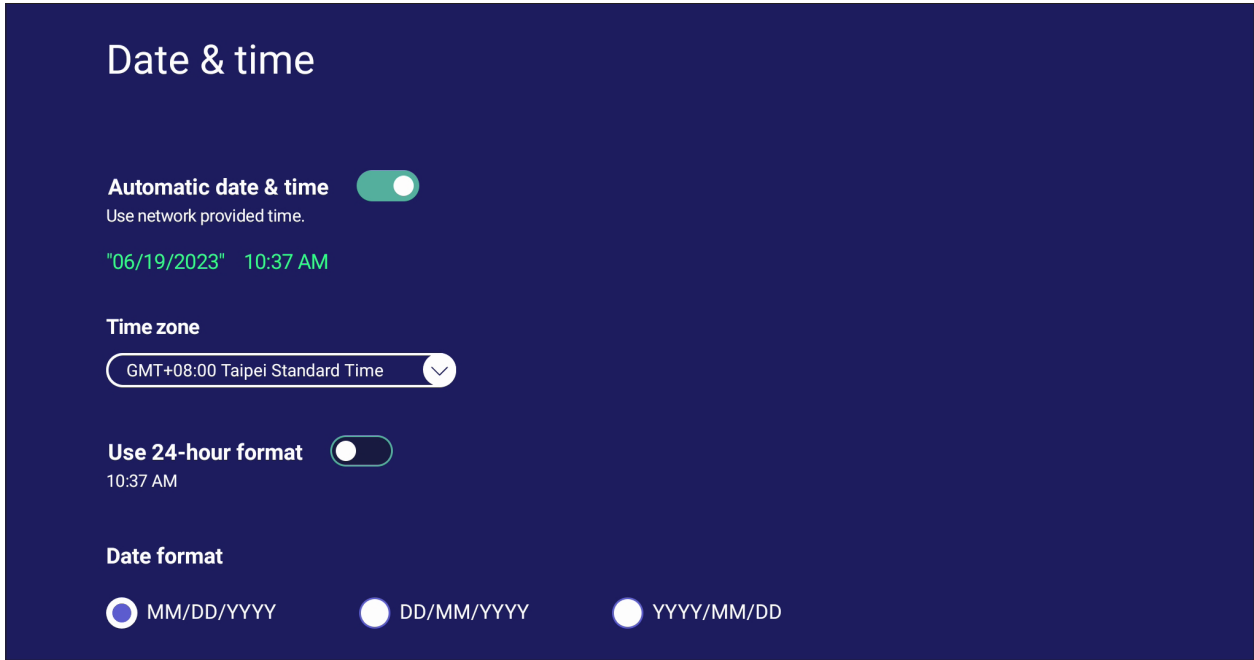 Date & time
Automatic date & time
Use network provided time.
"06/19/2023" 10:37 AM
Time zone
GMT+08:00 Taipei Standard Time
Use 24-hour format
10:37 AM
Date format
MM/DD/YYYY DD/MM/YYYY YYYY/MM/DD